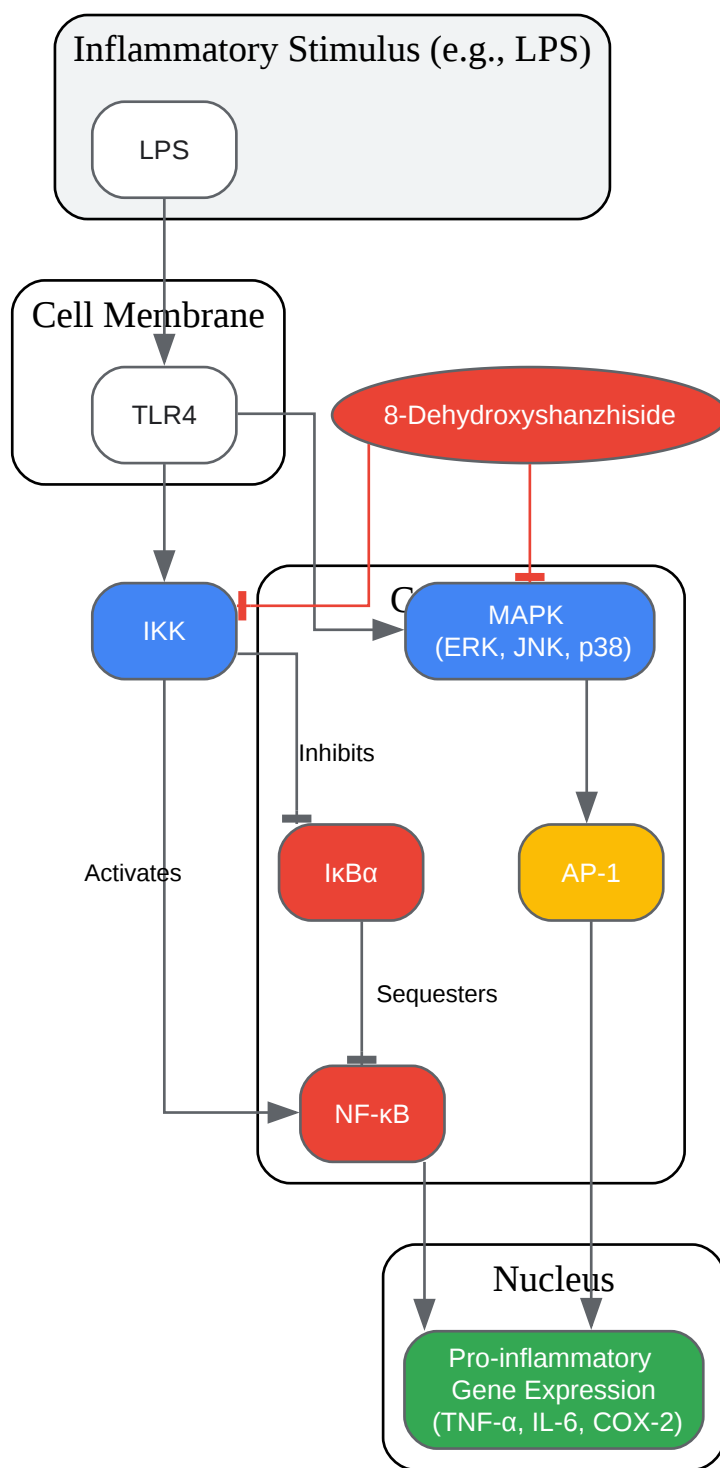 Inflammatory Stimulus (e.g., LPS)
LPS
Cell Membrane
TLR4
8-Dehydroxyshanzhiside
IKK
MAPK
(ERK, JNK, p38)
Inhibits
Activates
IκBα
AP-1
Sequesters
NF-κB
Nucleus
Pro-inflammatory
Gene Expression
(TNF-α, IL-6, COX-2)